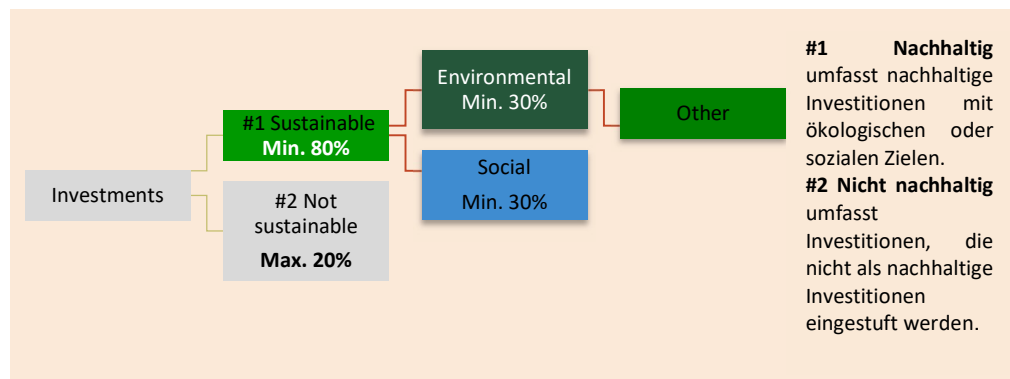 Investments
#1 Sustainable
Min. 80%
#2 Not
sustainable
Max. 20%
Environmental
Min. 30%
Social
Min. 30%
Other
#1 Nachhaltig
umfasst nachhaltige
Investitionen mit
ökologischen oder
sozialen Zielen.
#2 Nicht nachhaltig
umfasst
Investitionen, die
nicht als nachhaltige
Investitionen
eingestuft werden.